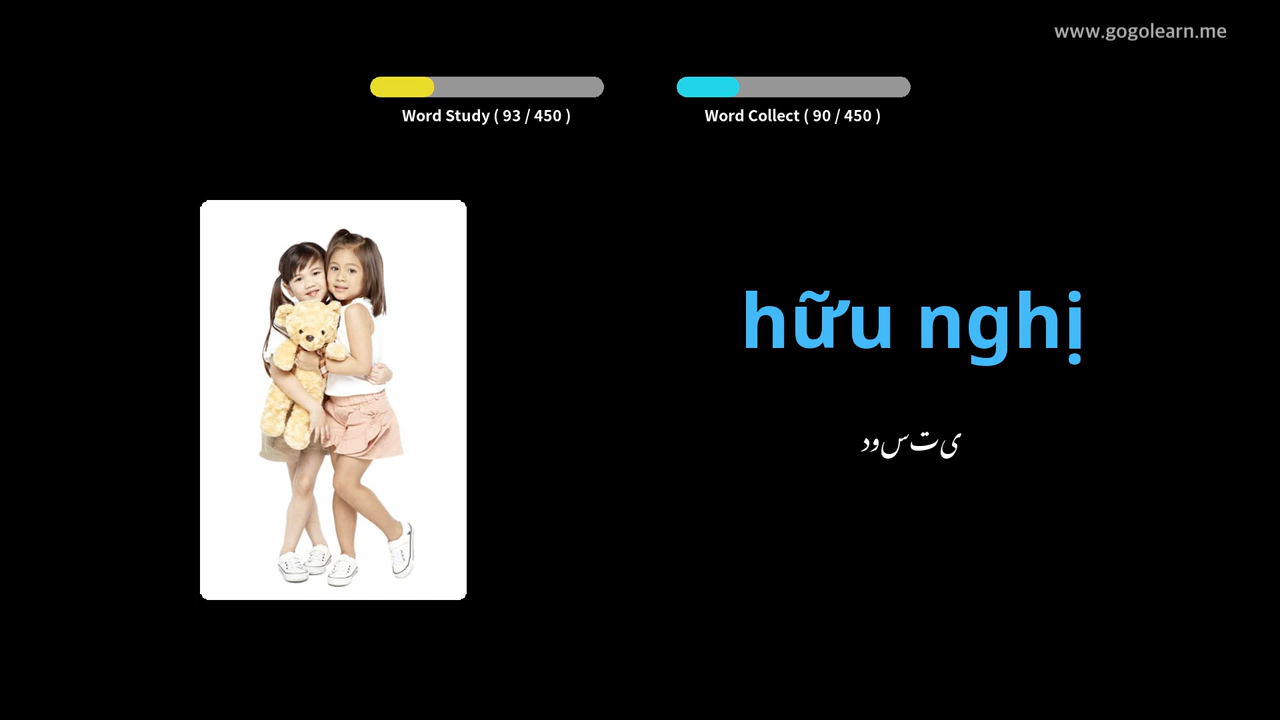 www.gogolearn.me
Word Study ( 93 / 450 )
Word Collect ( 90 / 450 )
hữu nghị
دوستی